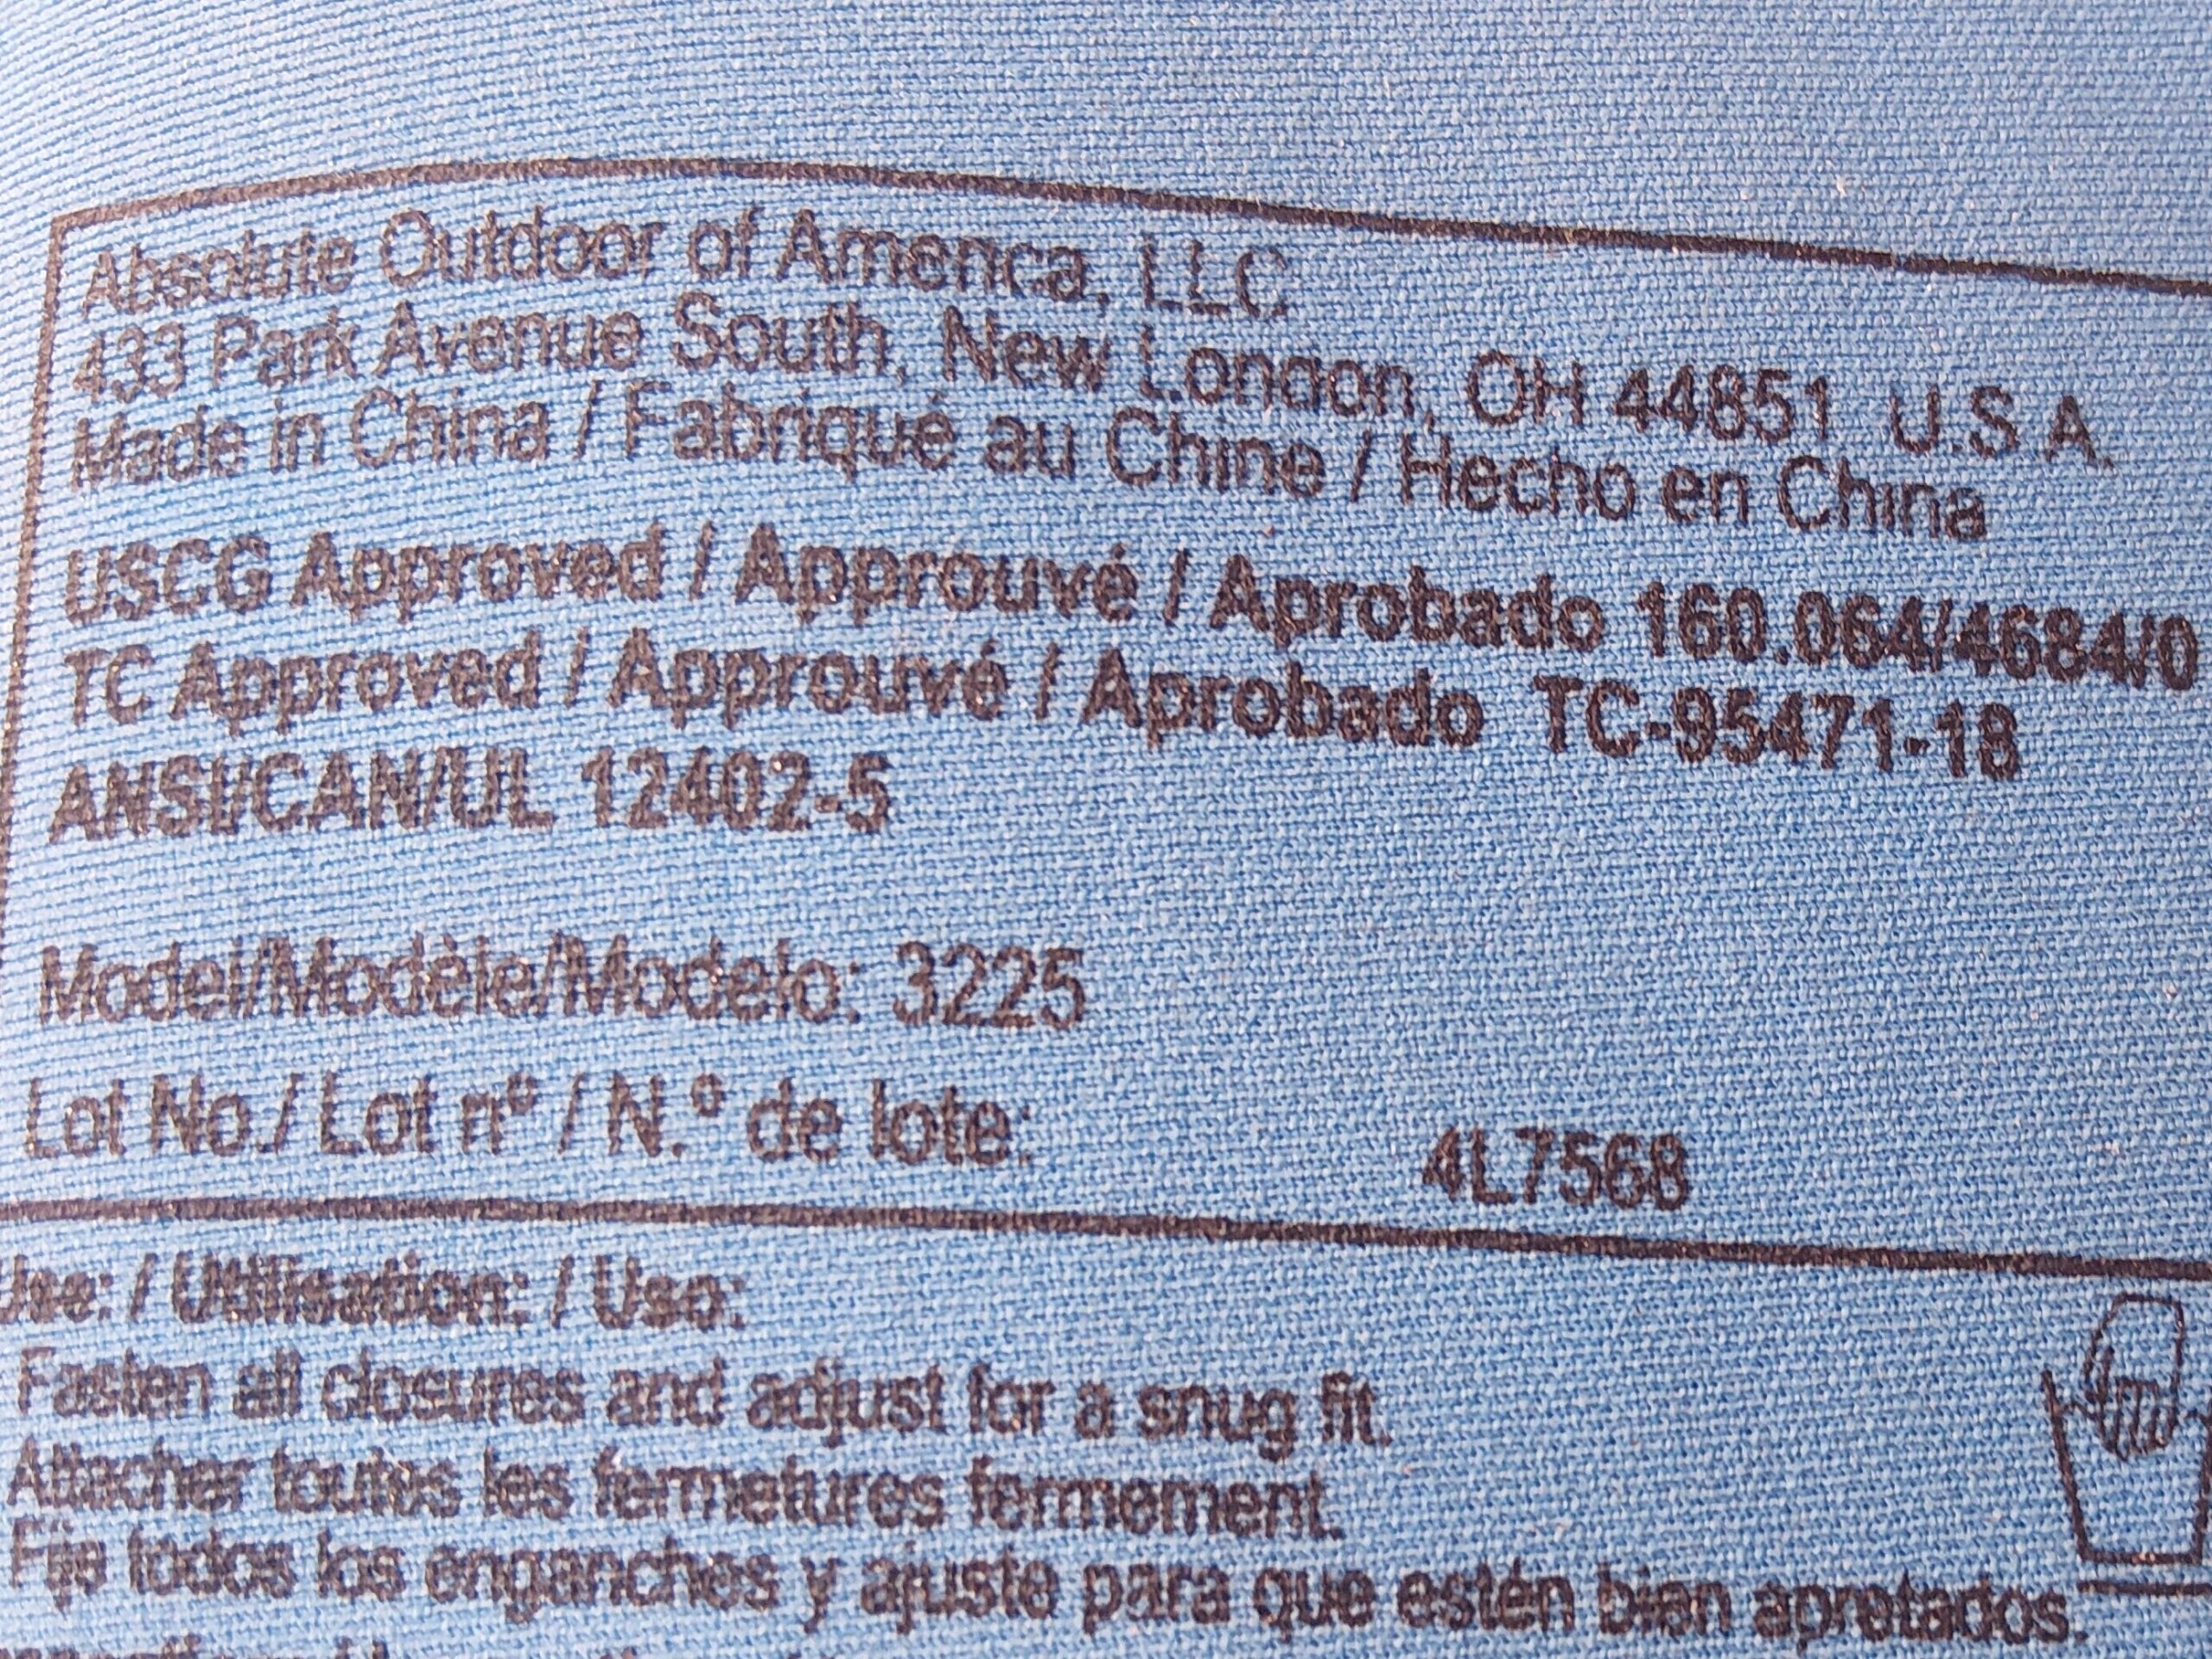 Absolute Outdoor of America, LLC
433 Park Avenue South, New London, OH 44851 U.S.A.
Made in China / Fabriqué au Chine / Hecho en China
USCG Approved / Approuvé / Aprobado 160.064/4684/0
TC Approved / Approuvé / Aprobado TC-95471-18
ANSI/CAN/UL 12402-5
Model/Modèle/Modelo: 3225
Lot No./ Lot nº / N.º de lote: 4L7568
Use: / Utilisation: / Uso:
Fasten all closures and adjust for a snug fit.
Attacher toutes les fermetures fermement.
Fije todos los enganches y ajuste para que estén bien apretados.